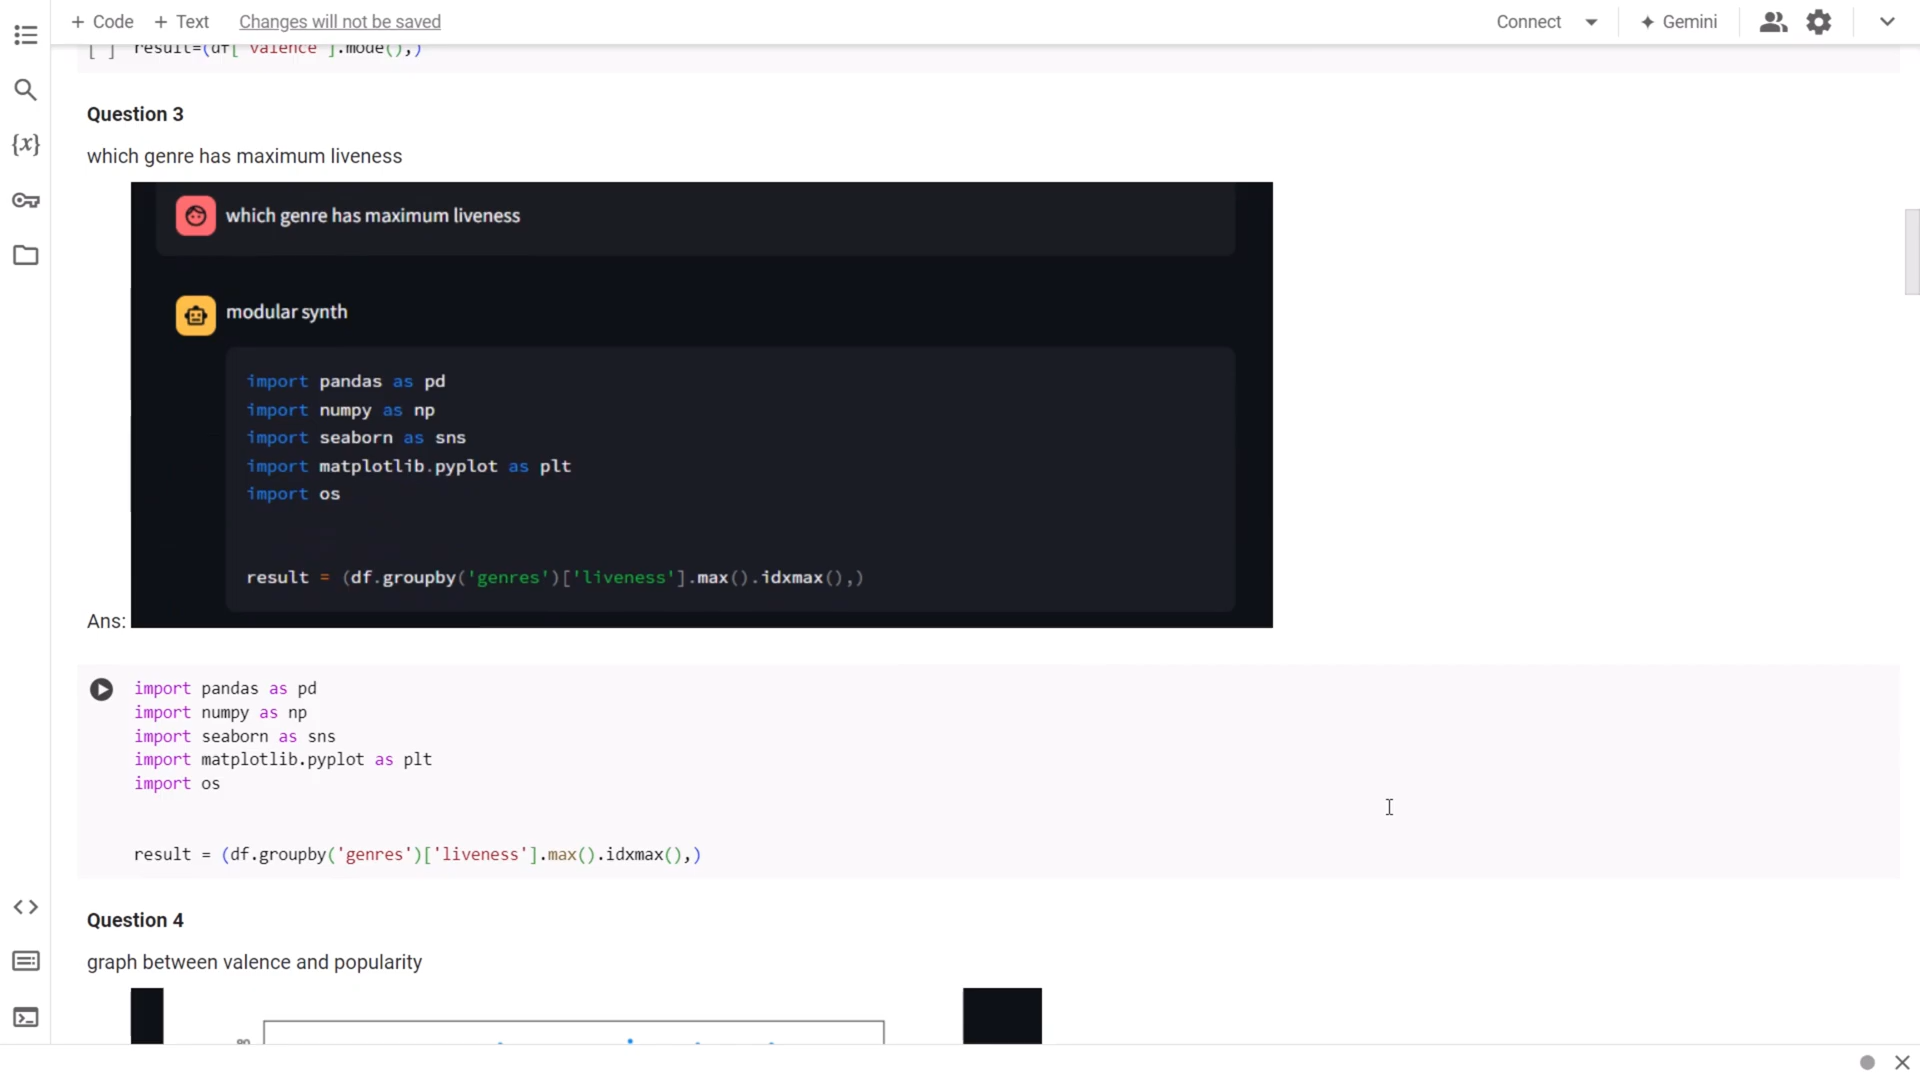 + Code + Text Changes will not be saved Connect Gemini
[ ] result=(df['valence'].mode(),)
Question 3
which genre has maximum liveness
which genre has maximum liveness
modular synth
import pandas as pd
import numpy as np
import seaborn as sns
import matplotlib.pyplot as plt
import os
result = (df.groupby('genres')['liveness'].max().idxmax(),)
Ans:
import pandas as pd
import numpy as np
import seaborn as sns
import matplotlib.pyplot as plt
import os
result = (df.groupby('genres')['liveness'].max().idxmax(),)
Question 4
graph between valence and popularity